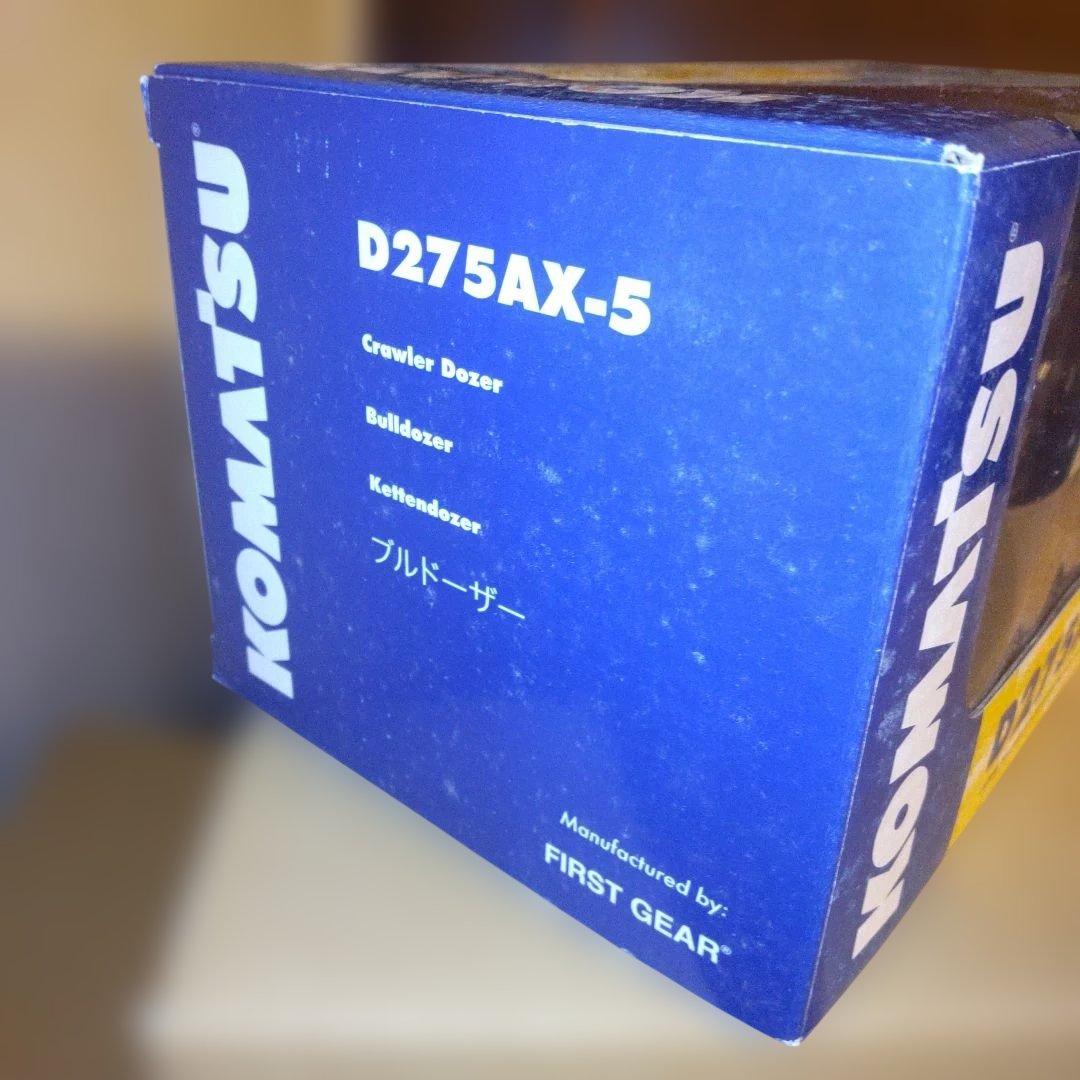 KOMATSU®
D275AX-5
Crawler Dozer
Bulldozer
Kettendozer
ブルドーザー
Manufactured by:
FIRST GEAR®
KOMATSU®